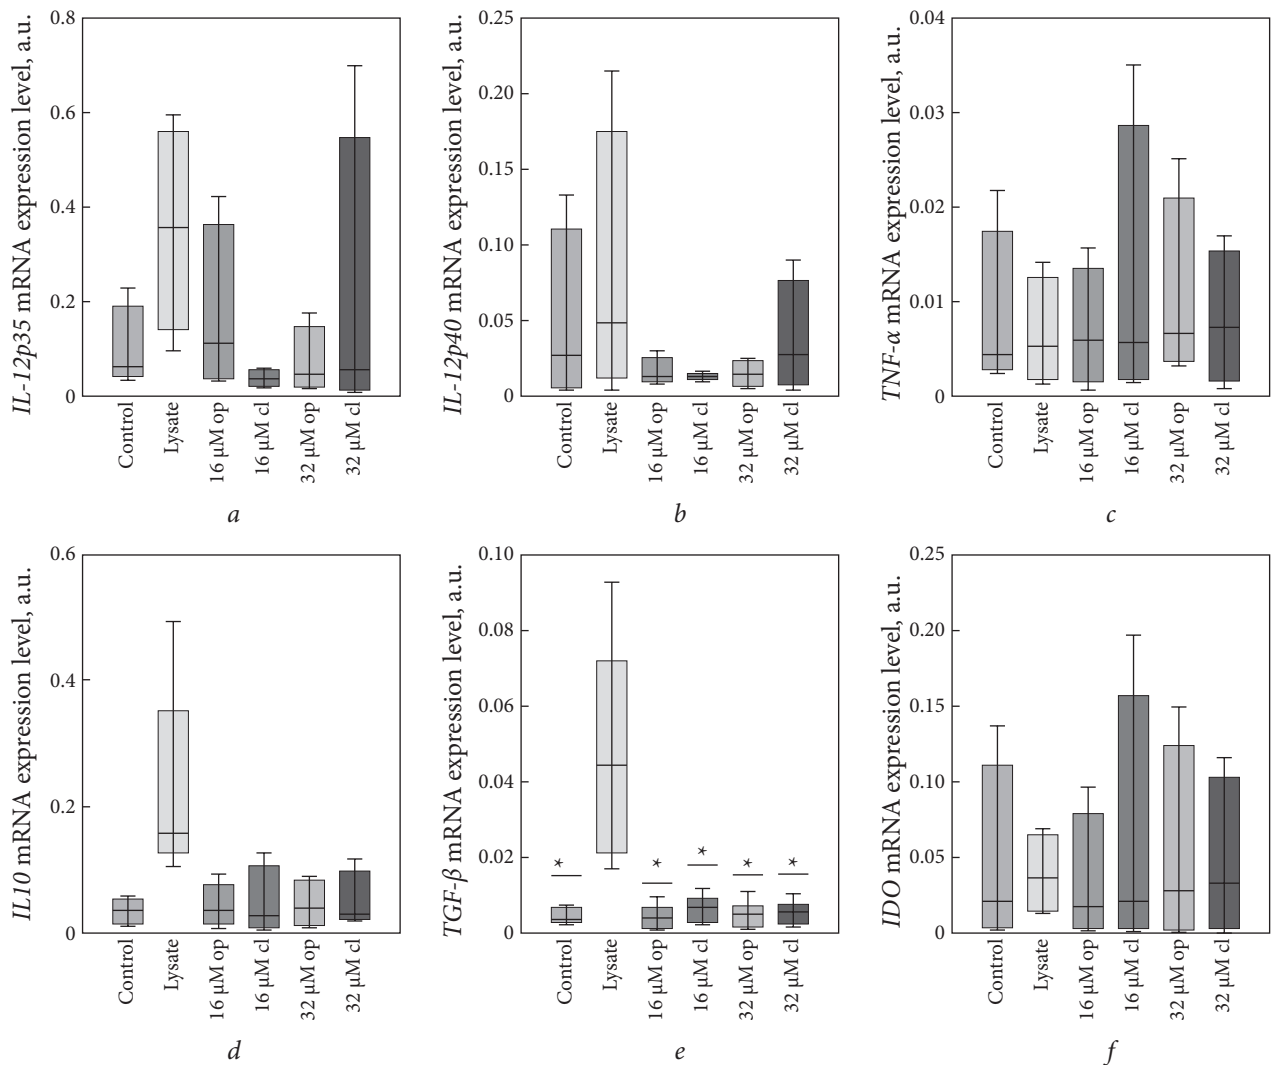 IL-12p35 mRNA expression level, a.u.
0.8
0.6
0.4
0.2
0
Control
Lysate
16 μM op
16 μM cl
32 μM op
32 μM cl
a
IL-12p40 mRNA expression level, a.u.
0.25
0.20
0.15
0.10
0.05
0
Control
Lysate
16 μM op
16 μM cl
32 μM op
32 μM cl
b
TNF-α mRNA expression level, a.u.
0.04
0.03
0.02
0.01
0
Control
Lysate
16 μM op
16 μM cl
32 μM op
32 μM cl
c
IL10 mRNA expression level, a.u.
0.6
0.4
0.2
0
Control
Lysate
16 μM op
16 μM cl
32 μM op
32 μM cl
d
TGF-β mRNA expression level, a.u.
0.10
0.08
0.06
0.04
0.02
0
* * * * *
Control
Lysate
16 μM op
16 μM cl
32 μM op
32 μM cl
e
IDO mRNA expression level, a.u.
0.25
0.20
0.15
0.10
0.05
0
Control
Lysate
16 μM op
16 μM cl
32 μM op
32 μM cl
f